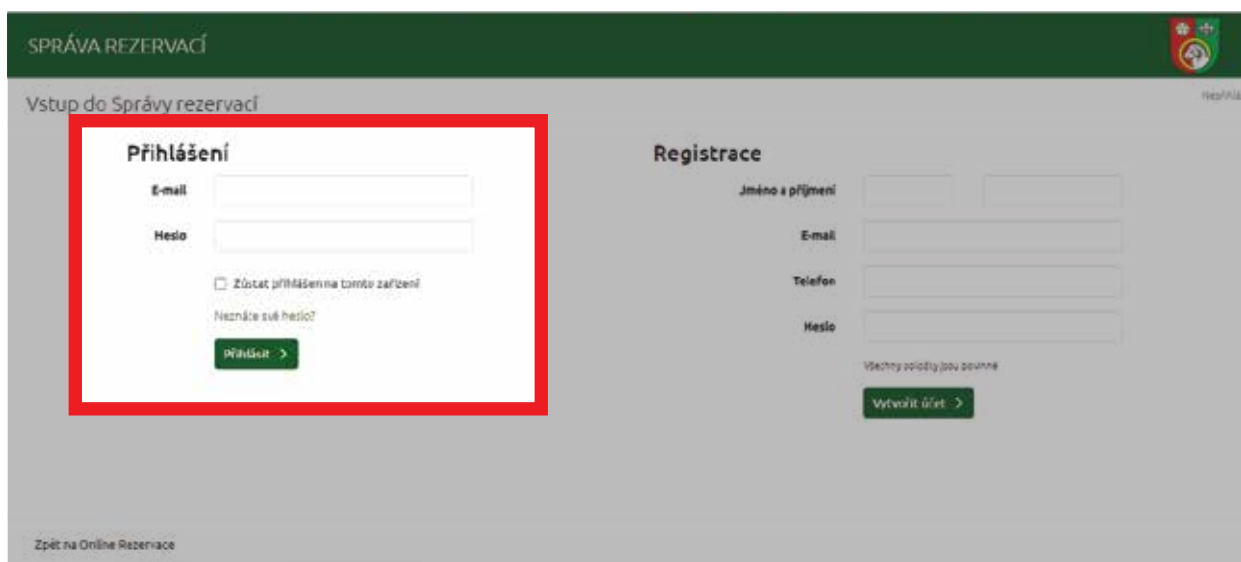 SPRÁVA REZERVACÍ
Vstup do Správy rezervací
Přihlášení
E-mail
Heslo
Zůstat přihlášen na tomto zařízení
Neznáte své heslo?
Přihlásit >
Registrace
Jméno a příjmení
E-mail
Telefon
Heslo
Všechny položky jsou povinné
Vytvořit účet >
Zpět na Online Rezervace